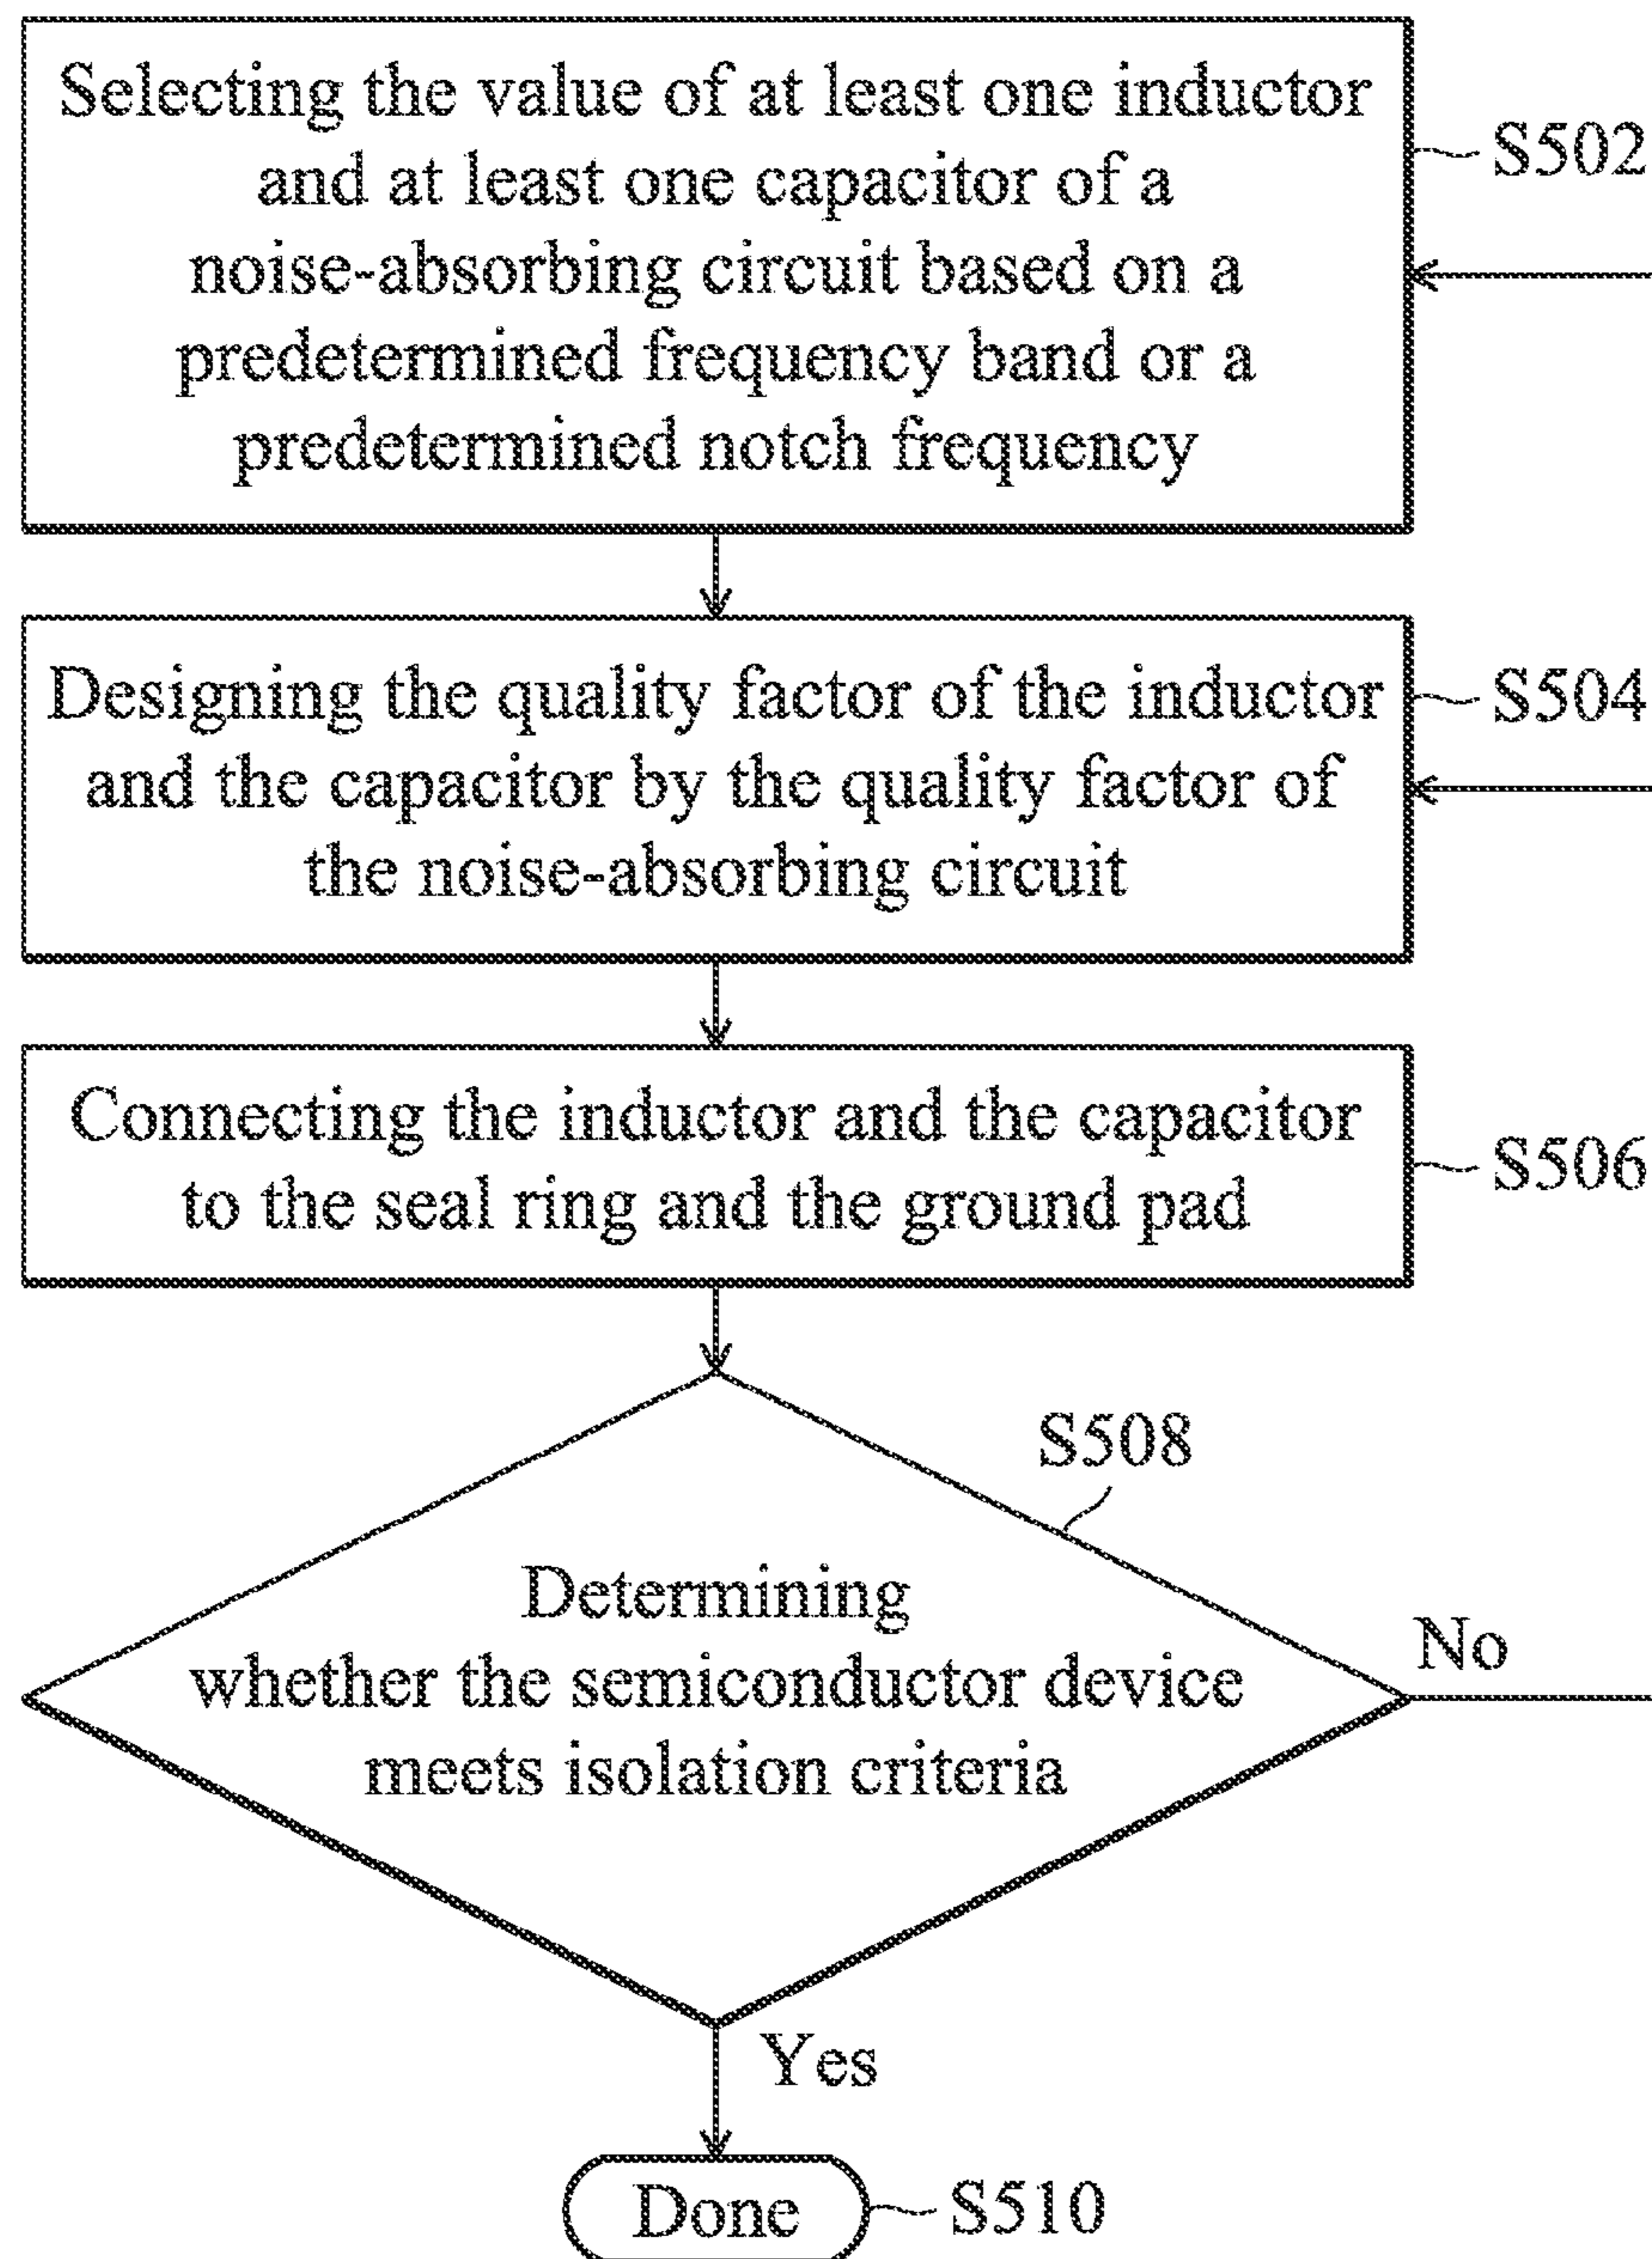 Selecting the value of at least one inductor
and at least one capacitor of a
noise-absorbing circuit based on a
predetermined frequency band or a
predetermined notch frequency
S502
Designing the quality factor of the inductor
and the capacitor by the quality factor of
the noise-absorbing circuit
S504
Connecting the inductor and the capacitor
to the seal ring and the ground pad
S506
S508
Determining
whether the semiconductor device
meets isolation criteria
No
Yes
Done
S510